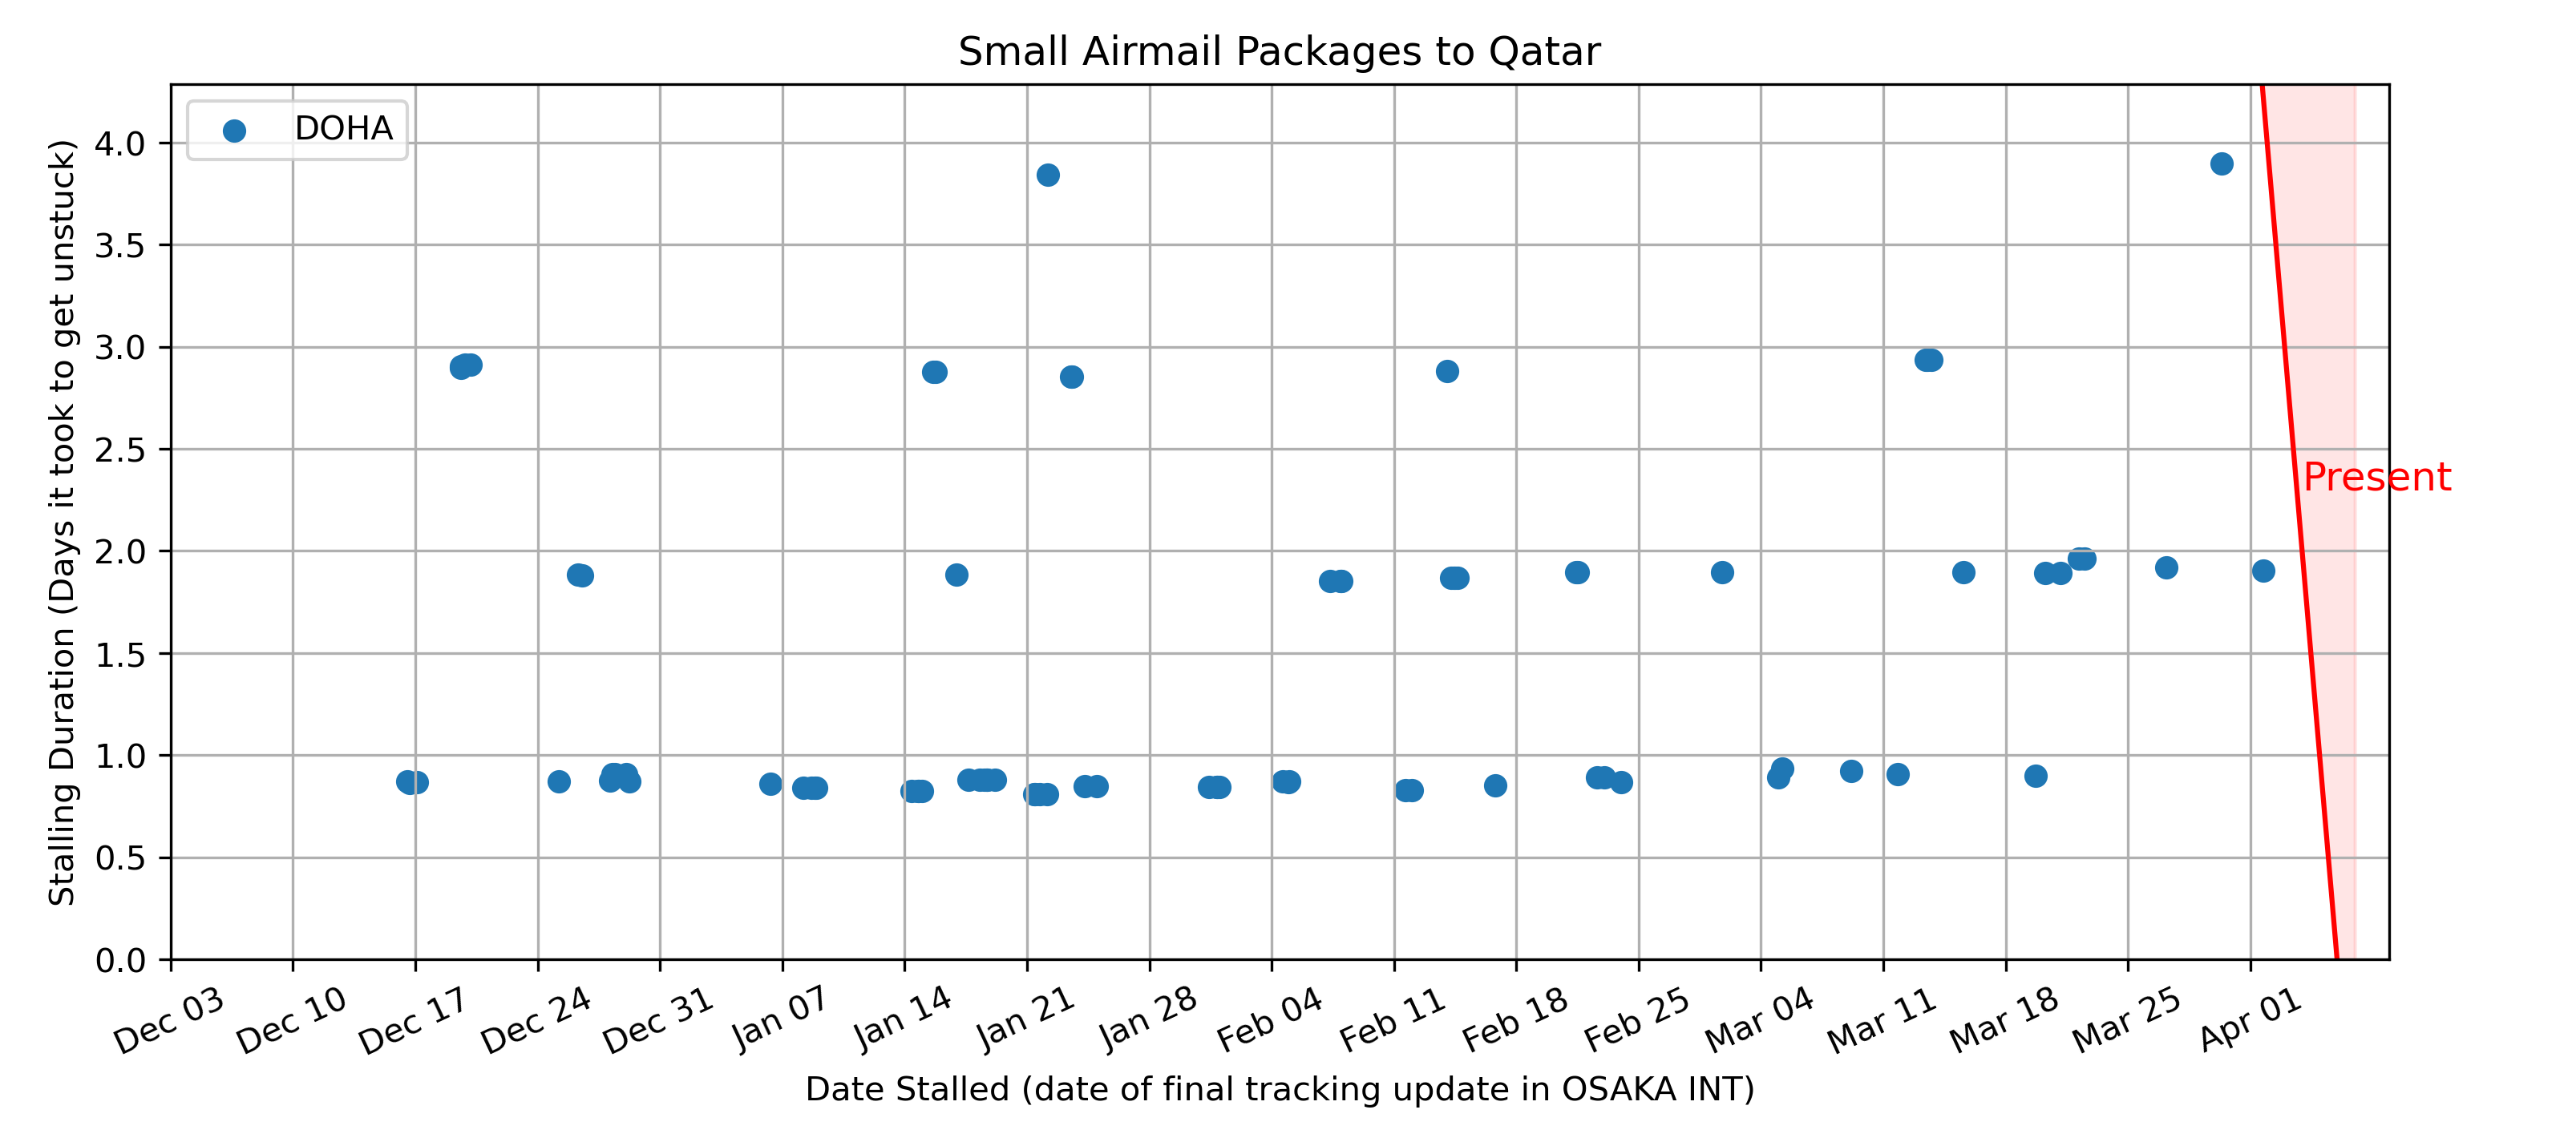 Small Airmail Packages to Qatar
DOHA
Stalling Duration (Days it took to get unstuck)
4.0
3.5
3.0
2.5
2.0
1.5
1.0
0.5
0.0
Present
Dec 03
Dec 10
Dec 17
Dec 24
Dec 31
Jan 07
Jan 14
Jan 21
Jan 28
Feb 04
Feb 11
Feb 18
Feb 25
Mar 04
Mar 11
Mar 18
Mar 25
Apr 01
Date Stalled (date of final tracking update in OSAKA INT)